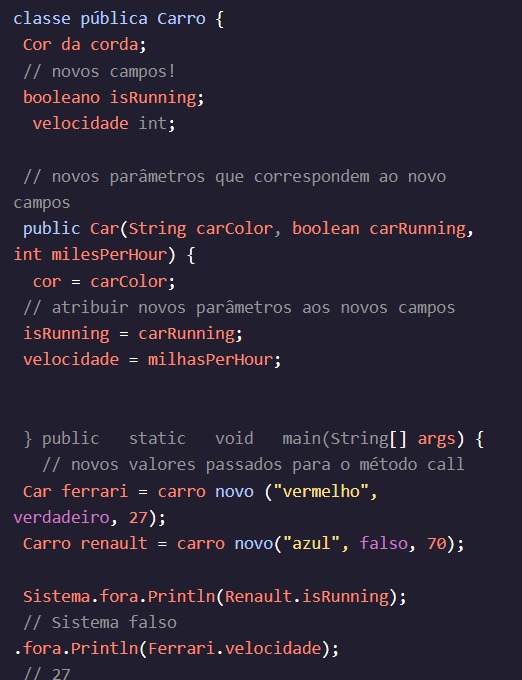 classe pública Carro {
Cor da corda;
// novos campos!
booleano isRunning;
velocidade int;
// novos parâmetros que correspondem ao novo
campos
public Car(String carColor, boolean carRunning,
int milesPerHour) {
cor = carColor;
// atribuir novos parâmetros aos novos campos
isRunning = carRunning;
velocidade = milhasPerHour;
} public static void main(String[] args) {
// novos valores passados para o método call
Car ferrari = carro novo ("vermelho",
verdadeiro, 27);
Carro renault = carro novo("azul", falso, 70);
Sistema.fora.Println(Renault.isRunning);
// Sistema falso
.fora.Println(Ferrari.velocidade);
// 27